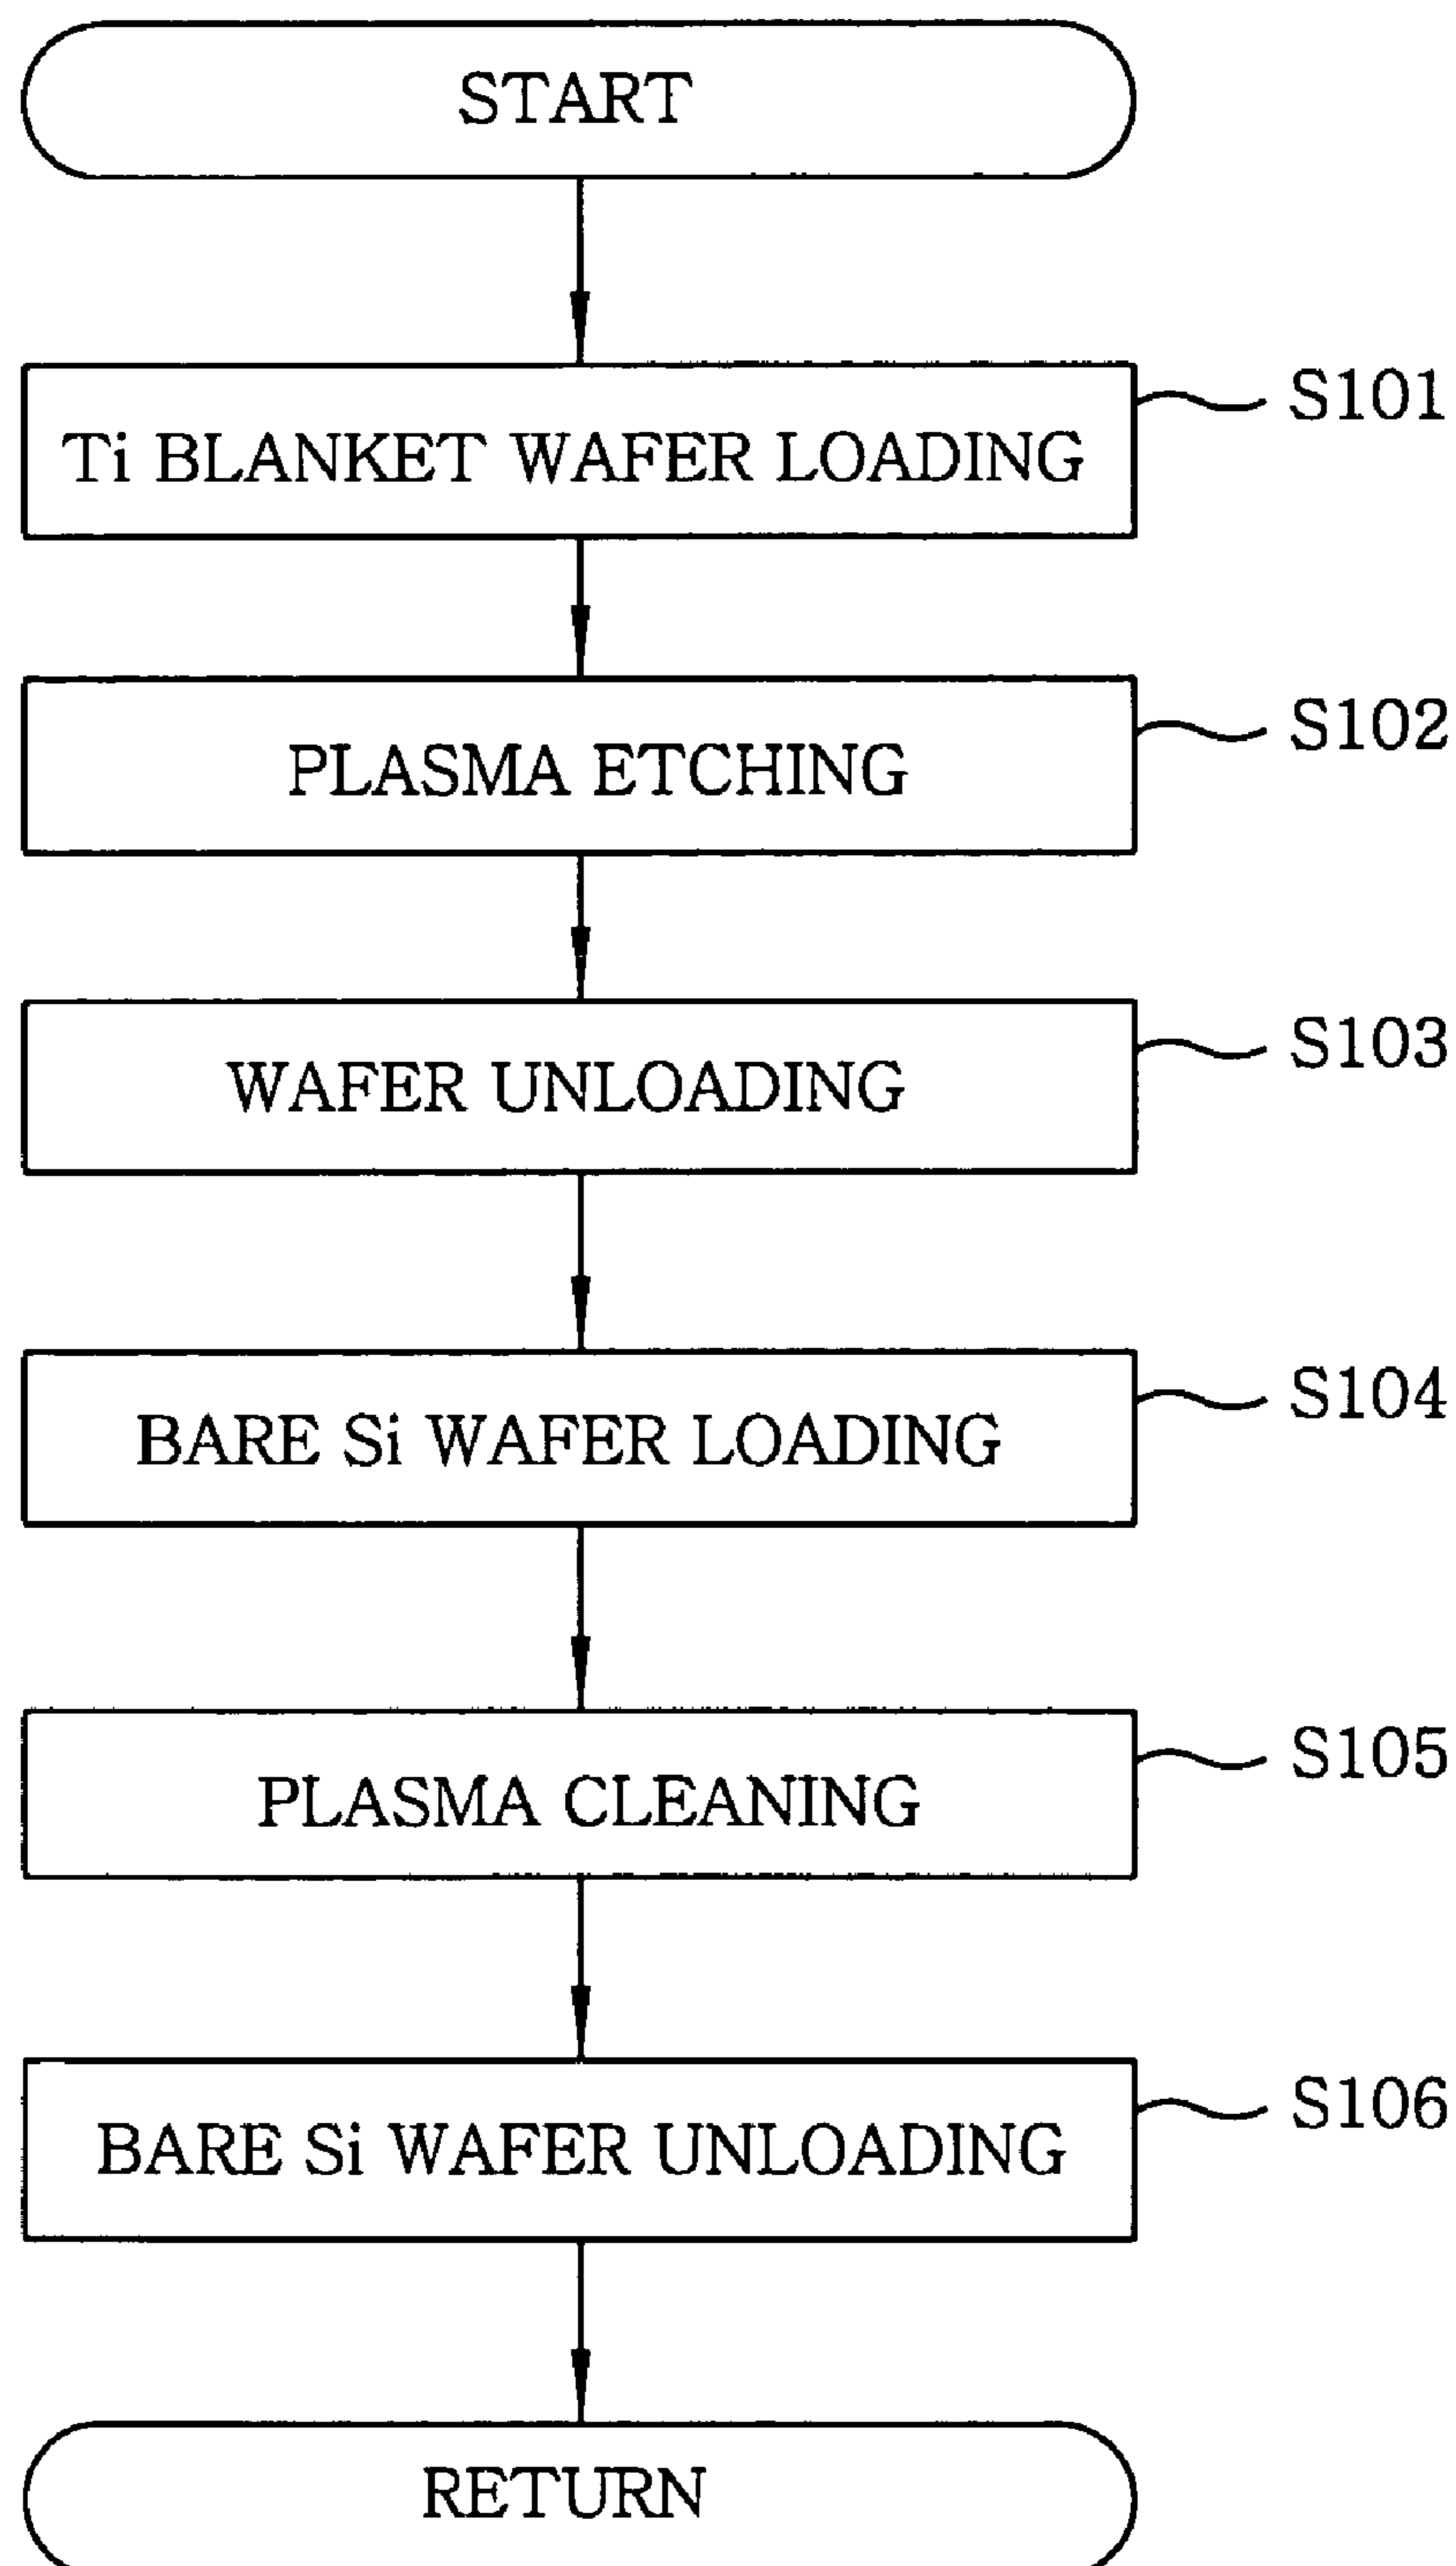 START
Ti BLANKET WAFER LOADING
S101
PLASMA ETCHING
S102
WAFER UNLOADING
S103
BARE Si WAFER LOADING
S104
PLASMA CLEANING
S105
BARE Si WAFER UNLOADING
S106
RETURN